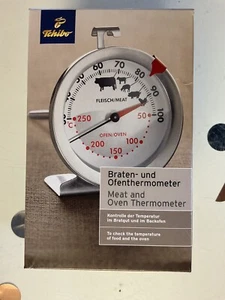 Tchibo
FLEISCH/MEAT
30
40
50
60
70
80
90
100
°C
250
50
OPEN/OVEN
200
150
100
Braten- und
Ofenthermometer
Meat and
Oven Thermometer
Kontrolle der Temperatur
im Bratgut und im Backofen
To check the temperature
of food and the oven